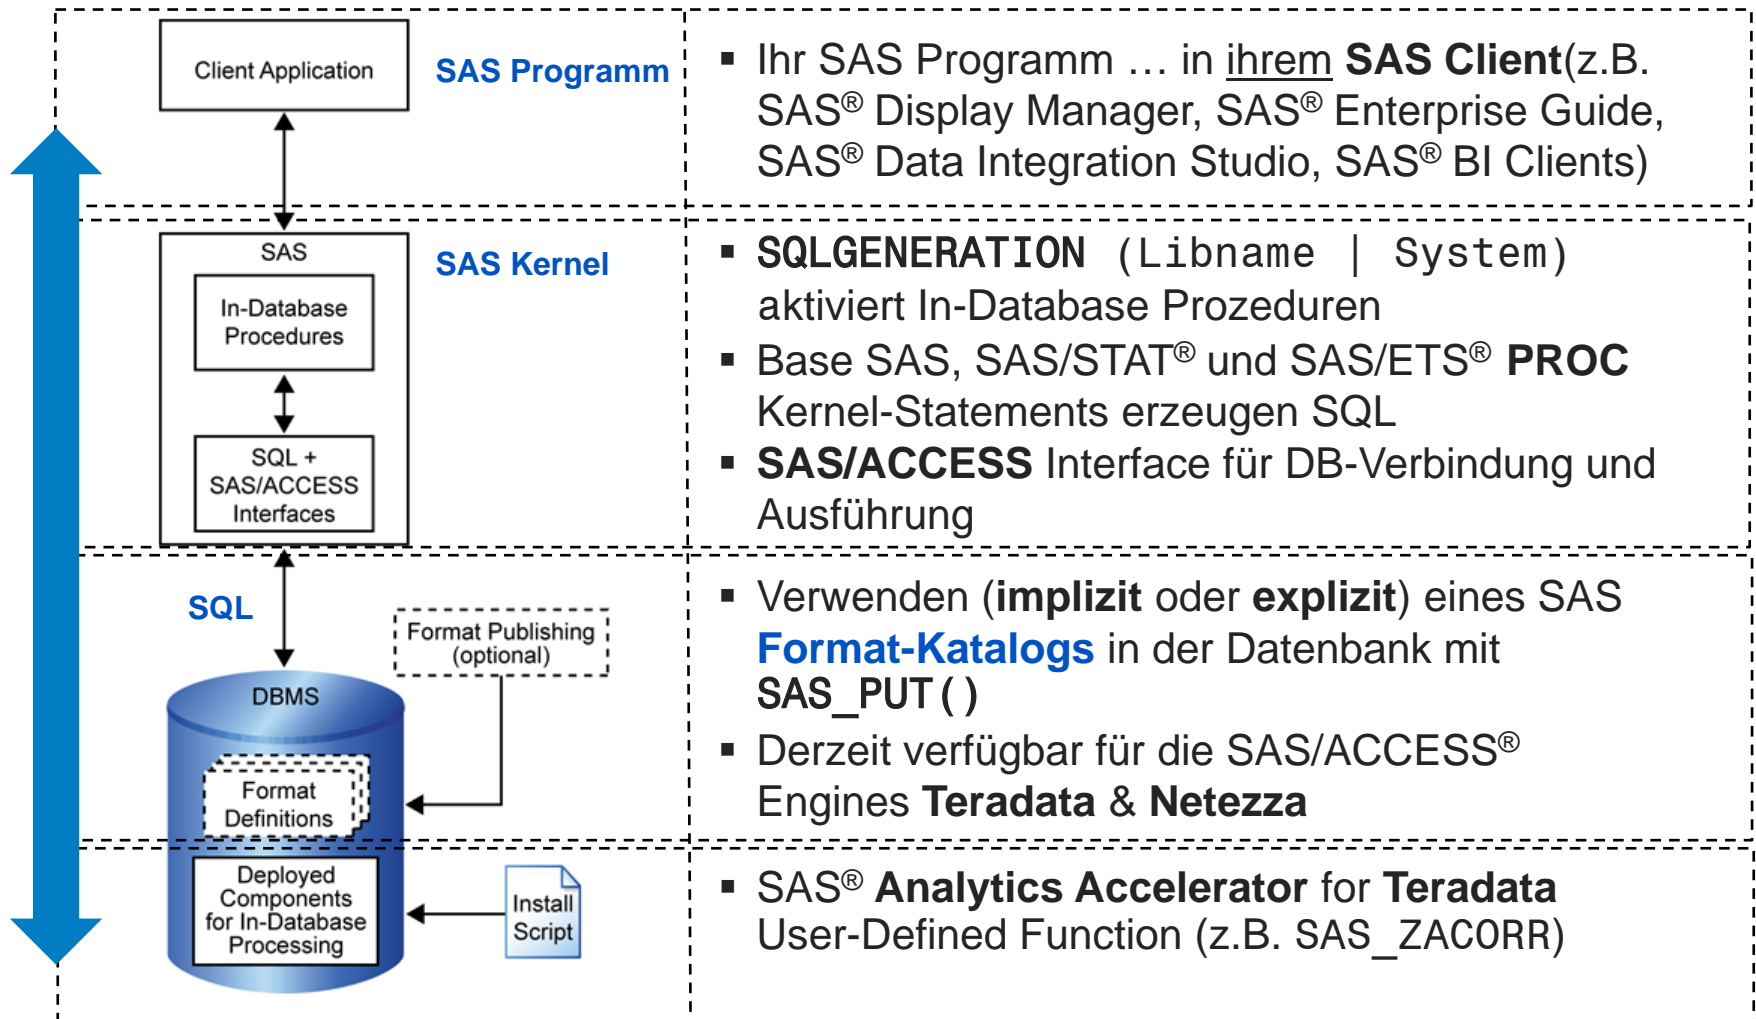 Client Application
SAS Programm
▪ Ihr SAS Programm … in ihrem SAS Client(z.B.
SAS® Display Manager, SAS® Enterprise Guide,
SAS® Data Integration Studio, SAS® BI Clients)
SAS
In-Database
Procedures
SQL +
SAS/ACCESS
Interfaces
SAS Kernel
▪ SQLGENERATION (Libname | System)
aktiviert In-Database Prozeduren
▪ Base SAS, SAS/STAT® und SAS/ETS® PROC
Kernel-Statements erzeugen SQL
▪ SAS/ACCESS Interface für DB-Verbindung und
Ausführung
SQL
Format Publishing
(optional)
DBMS
Format
Definitions
▪ Verwenden (implizit oder explizit) eines SAS
Format-Katalogs in der Datenbank mit
SAS_PUT()
▪ Derzeit verfügbar für die SAS/ACCESS®
Engines Teradata & Netezza
Deployed
Components
for In-Database
Processing
Install
Script
▪ SAS® Analytics Accelerator for Teradata
User-Defined Function (z.B. SAS_ZACORR)